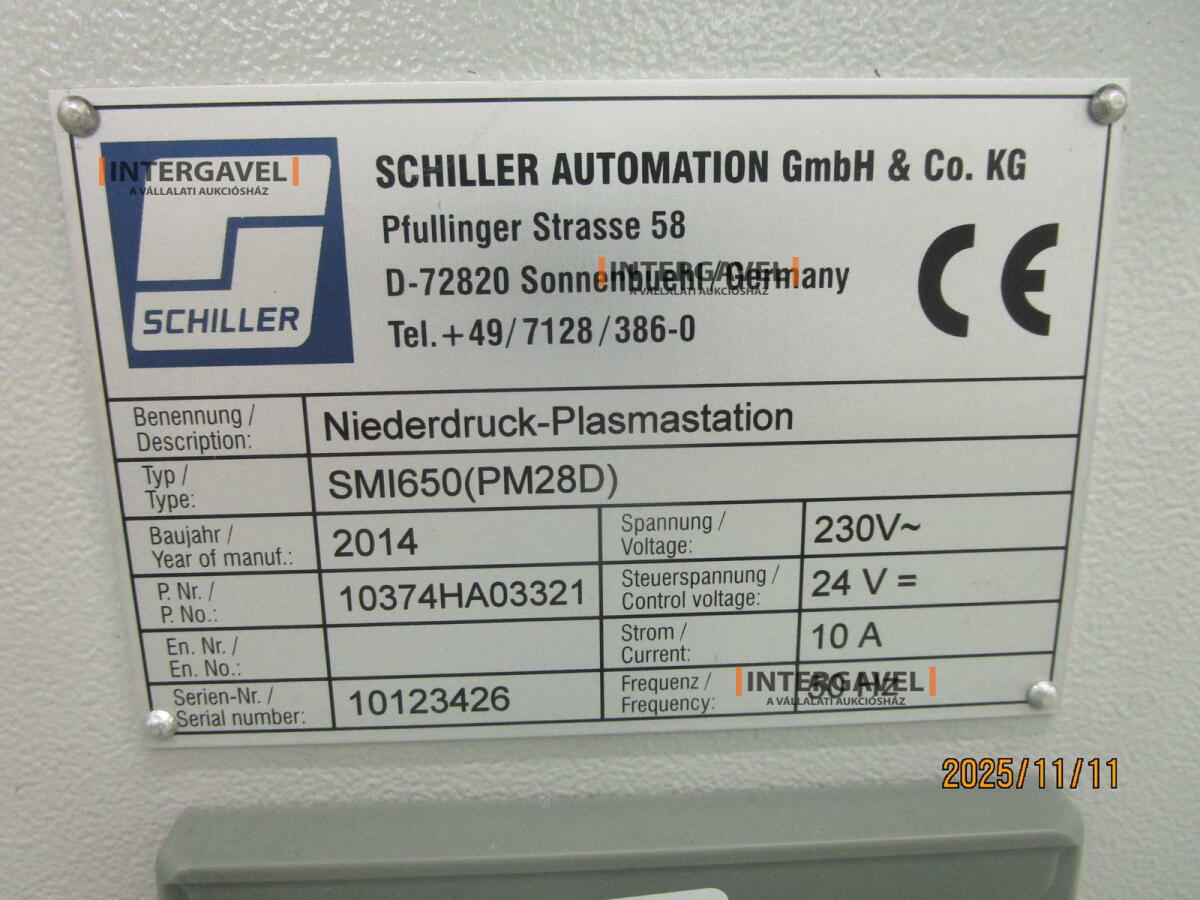 INTERGAVEL
A VÁLLALATI AUKCIÓSHÁZ
SCHILLER
SCHILLER AUTOMATION GmbH & Co. KG
Pfullinger Strasse 58
D-72820 Sonnenbuehl/Germany
INTERGAVEL
A VÁLLALATI AUKCIÓSHÁZ
Tel.+49/7128/386-0
CE
Benennung / Description: Niederdruck-Plasmastation
Typ / Type: SMI650(PM28D)
Baujahr / Year of manuf.: 2014
Spannung / Voltage: 230V~
P. Nr. / P. No.: 10374HA03321
Steuerspannung / Control voltage: 24 V =
En. Nr. / En. No.:
Strom / Current: 10 A
Serien-Nr. / Serial number: 10123426
Frequenz / Frequency: 50 Hz
INTERGAVEL
A VÁLLALATI AUKCIÓSHÁZ
2025/11/11